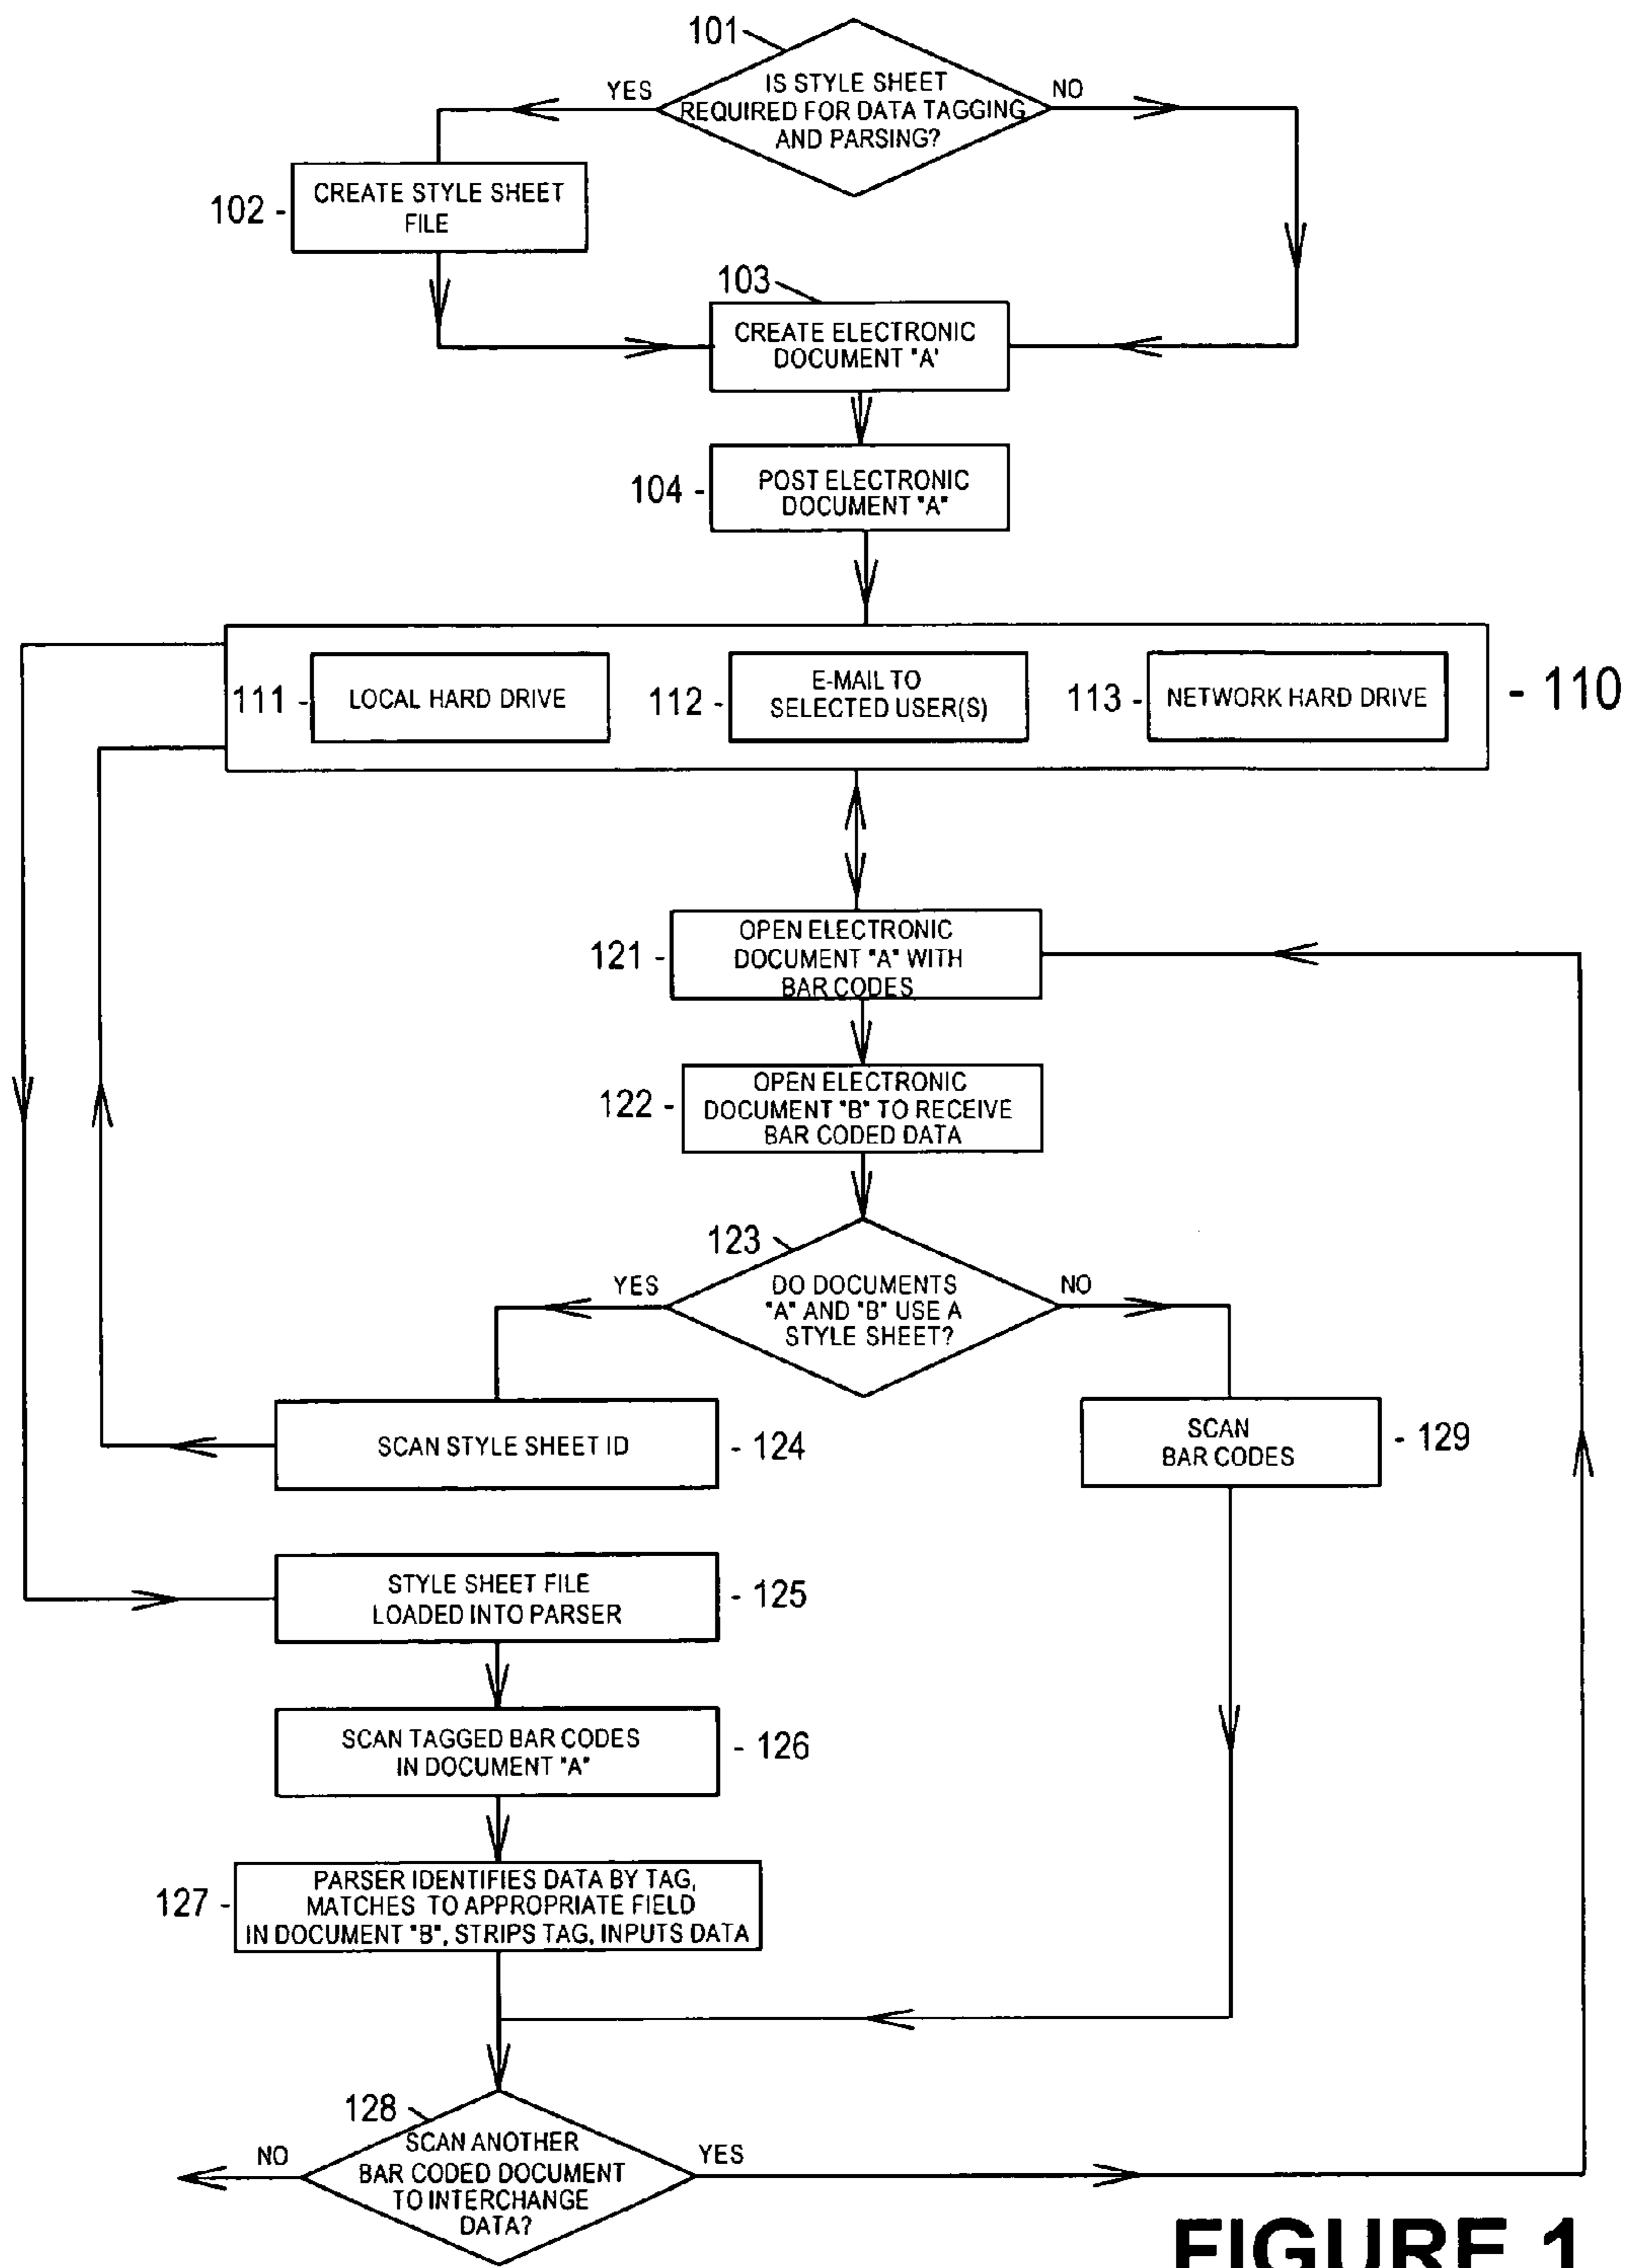 101
IS STYLE SHEET
REQUIRED FOR DATA TAGGING
AND PARSING?
YES
NO
102 -
CREATE STYLE SHEET
FILE
103
CREATE ELECTRONIC
DOCUMENT "A'
104 -
POST ELECTRONIC
DOCUMENT "A"
111 -
LOCAL HARD DRIVE
112 -
E-MAIL TO
SELECTED USER(S)
113 -
NETWORK HARD DRIVE
- 110
121 -
OPEN ELECTRONIC
DOCUMENT "A" WITH
BAR CODES
122 -
OPEN ELECTRONIC
DOCUMENT "B" TO RECEIVE
BAR CODED DATA
123
DO DOCUMENTS
"A" AND "B" USE A
STYLE SHEET?
YES
NO
SCAN STYLE SHEET ID
- 124
SCAN
BAR CODES
- 129
STYLE SHEET FILE
LOADED INTO PARSER
- 125
SCAN TAGGED BAR CODES
IN DOCUMENT "A"
- 126
127 -
PARSER IDENTIFIES DATA BY TAG,
MATCHES TO APPROPRIATE FIELD
IN DOCUMENT "B", STRIPS TAG, INPUTS DATA
128
SCAN ANOTHER
BAR CODED DOCUMENT
TO INTERCHANGE
DATA?
NO
YES
FIGURE 1